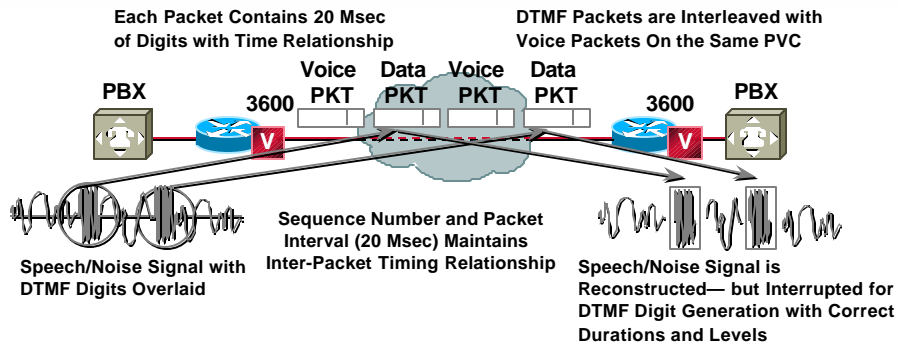 Each Packet Contains 20 Msec
of Digits with Time Relationship
DTMF Packets are Interleaved with
Voice Packets On the Same PVC
Voice
PKT
Data
PKT
Voice
PKT
Data
PKT
PBX
3600
V
3600
V
PBX
Sequence Number and Packet
Interval (20 Msec) Maintains
Inter-Packet Timing Relationship
Speech/Noise Signal with
DTMF Digits Overlaid
Speech/Noise Signal is
Reconstructed— but Interrupted for
DTMF Digit Generation with Correct
Durations and Levels